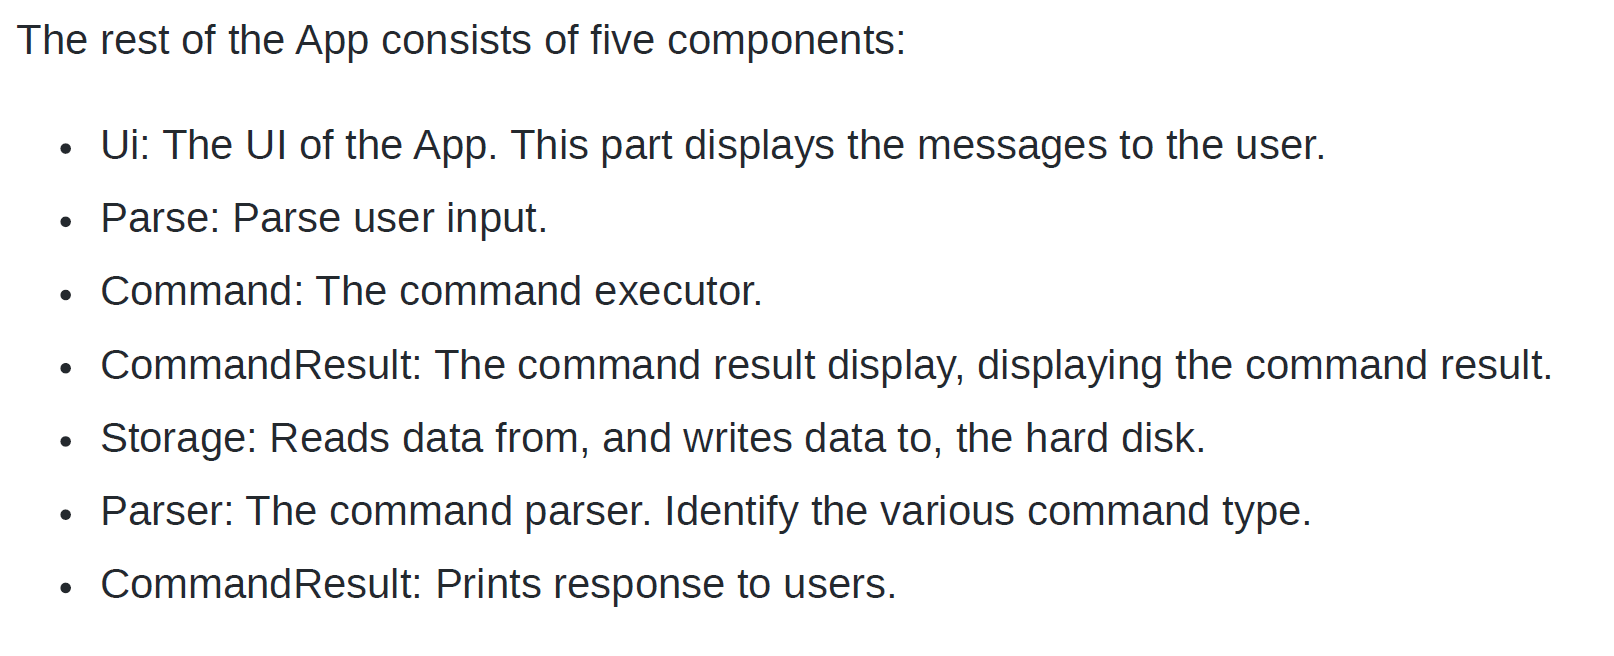 The rest of the App consists of five components:
• Ui: The UI of the App. This part displays the messages to the user.
• Parse: Parse user input.
• Command: The command executor.
• CommandResult: The command result display, displaying the command result.
• Storage: Reads data from, and writes data to, the hard disk.
• Parser: The command parser. Identify the various command type.
• CommandResult: Prints response to users.